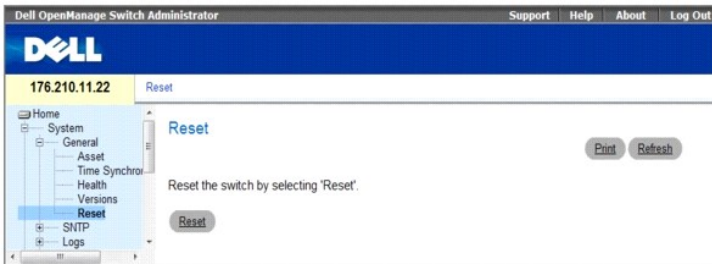 Dell OpenManage Switch Administrator
Support Help About Log Out
DELL
176.210.11.22
Reset
Home
System
General
Asset
Time Synchron
Health
Versions
Reset
SNTP
Logs
Reset
Print Refresh
Reset the switch by selecting 'Reset'.
Reset